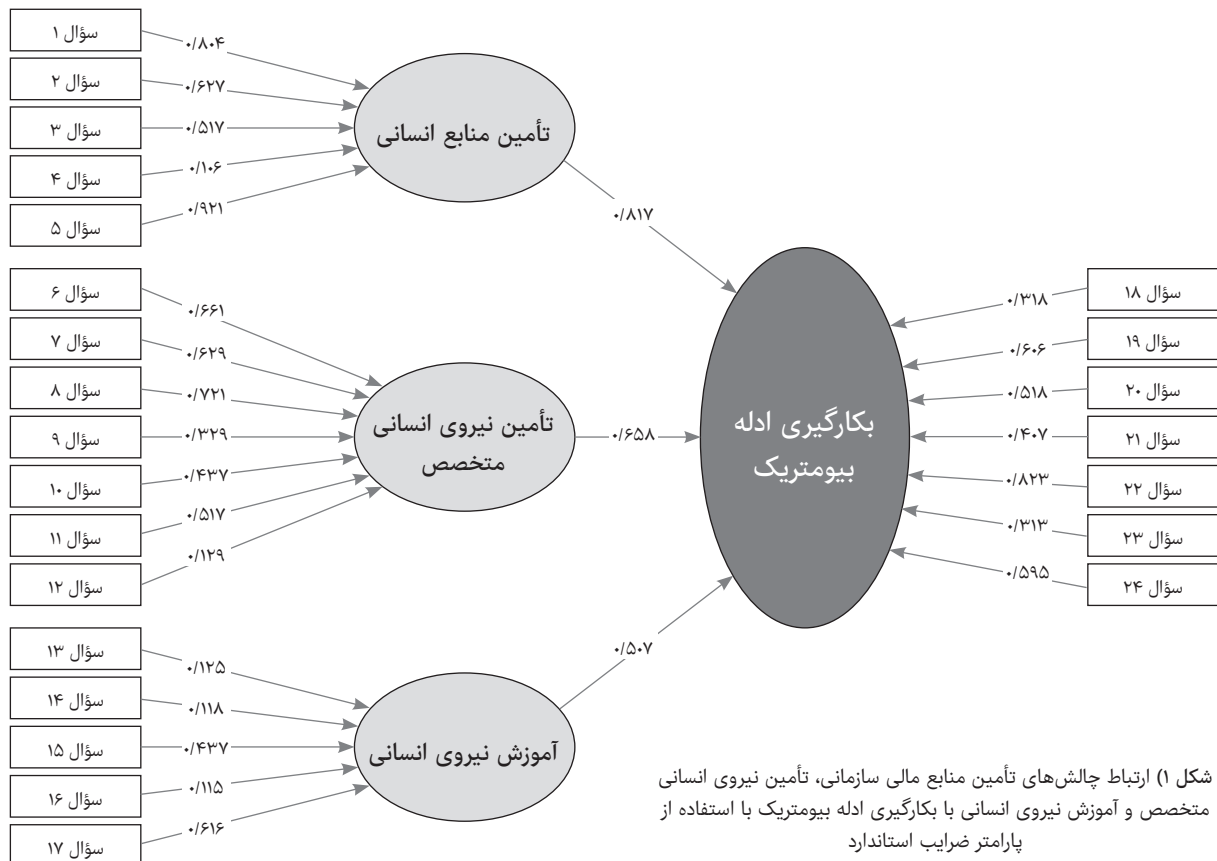 سؤال ۱
سؤال ۲
سؤال ۳
سؤال ۴
سؤال ۵
۰/۸۰۴
۰/۶۲۷
۰/۵۱۷
۰/۱۰۶
۰/۹۲۱
تأمین منابع انسانی
۰/۸۱۷
سؤال ۶
سؤال ۷
سؤال ۸
سؤال ۹
سؤال ۱۰
سؤال ۱۱
سؤال ۱۲
۰/۶۶۱
۰/۶۲۹
۰/۷۲۱
۰/۳۲۹
۰/۴۳۷
۰/۵۱۷
۰/۱۲۹
تأمین نیروی انسانی
متخصص
۰/۶۵۸
سؤال ۱۳
سؤال ۱۴
سؤال ۱۵
سؤال ۱۶
سؤال ۱۷
۰/۱۲۵
۰/۱۱۸
۰/۴۳۷
۰/۱۱۵
۰/۶۱۶
آموزش نیروی انسانی
۰/۵۰۷
بکارگیری ادله
بیومتریک
۰/۳۱۸
۰/۶۰۶
۰/۵۱۸
۰/۴۰۷
۰/۸۲۳
۰/۳۱۳
۰/۵۹۵
سؤال ۱۸
سؤال ۱۹
سؤال ۲۰
سؤال ۲۱
سؤال ۲۲
سؤال ۲۳
سؤال ۲۴
شکل ۱) ارتباط چالش‌های تأمین منابع مالی سازمانی، تأمین نیروی انسانی
متخصص و آموزش نیروی انسانی با بکارگیری ادله بیومتریک با استفاده از
پارامتر ضرایب استاندارد